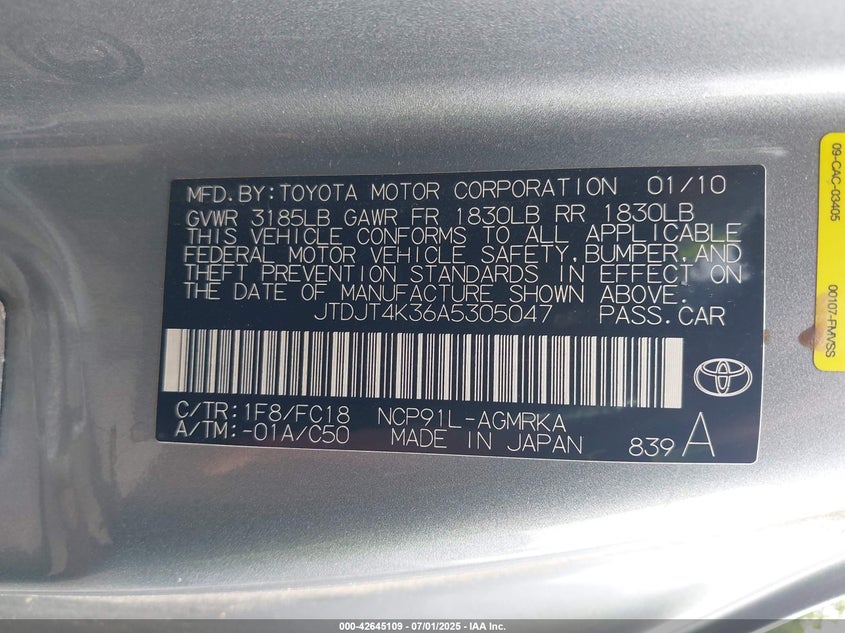 MFD.BY:TOYOTA MOTOR CORPORATION 01/10
GVWR 3185LB GAWR FR 1830LB RR 1830LB
THIS VEHICLE CONFORMS TO ALL APPLICABLE
FEDERAL MOTOR VEHICLE SAFETY,BUMPER,AND
THEFT PREVENTION STANDARDS IN EFFECT ON
THE DATE OF MANUFACTURE SHOWN ABOVE.
JTDJT4K36A5305047 PASS.CAR
C/TR:1F8/FC18 NCP91L-AGMRKA
A/TM:-01A/C50 MADE IN JAPAN 839 A
09-CAC-03405
00107-FMVSS
000-42645109 - 07/01/2025 - IAA Inc.